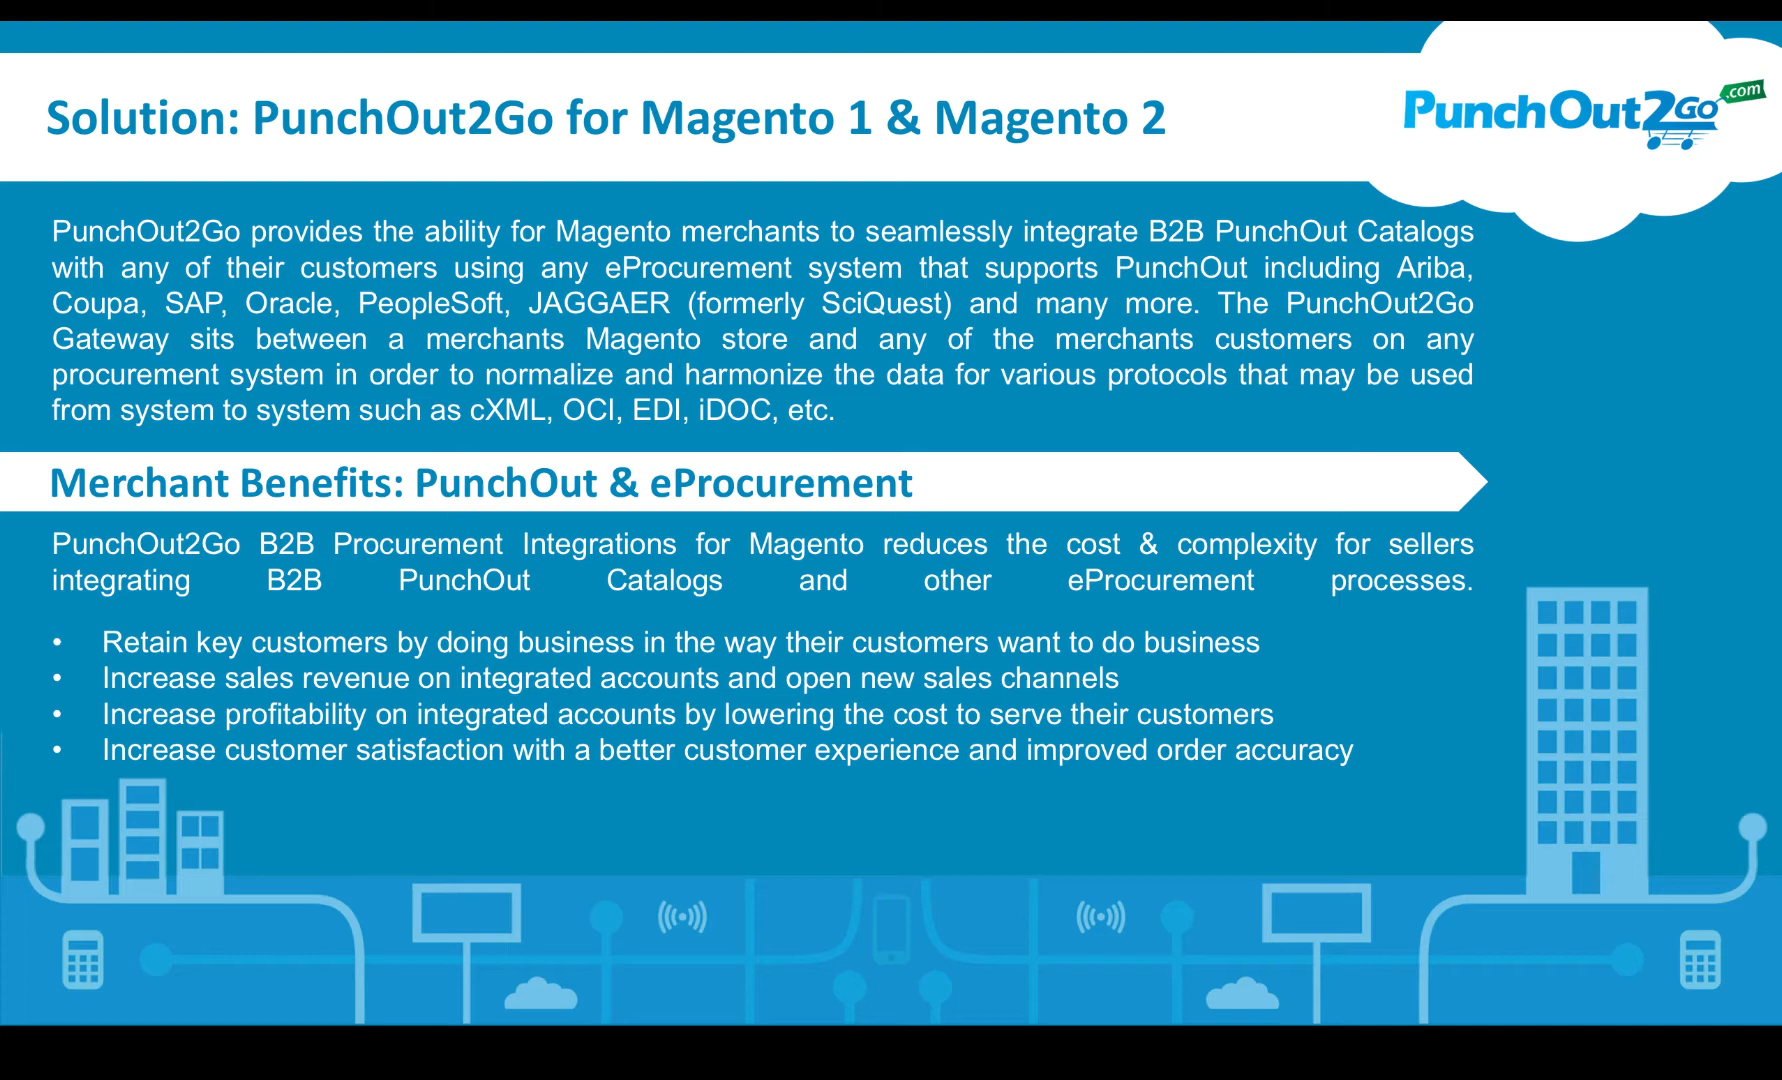 Solution: PunchOut2Go for Magento 1 & Magento 2
PunchOut2Go .com
PunchOut2Go provides the ability for Magento merchants to seamlessly integrate B2B PunchOut Catalogs
with any of their customers using any eProcurement system that supports PunchOut including Ariba,
Coupa, SAP, Oracle, PeopleSoft, JAGGAER (formerly SciQuest) and many more. The PunchOut2Go
Gateway sits between a merchants Magento store and any of the merchants customers on any
procurement system in order to normalize and harmonize the data for various protocols that may be used
from system to system such as cXML, OCI, EDI, iDOC, etc.
Merchant Benefits: PunchOut & eProcurement
PunchOut2Go B2B Procurement Integrations for Magento reduces the cost & complexity for sellers
integrating B2B PunchOut Catalogs and other eProcurement processes.
• Retain key customers by doing business in the way their customers want to do business
• Increase sales revenue on integrated accounts and open new sales channels
• Increase profitability on integrated accounts by lowering the cost to serve their customers
• Increase customer satisfaction with a better customer experience and improved order accuracy